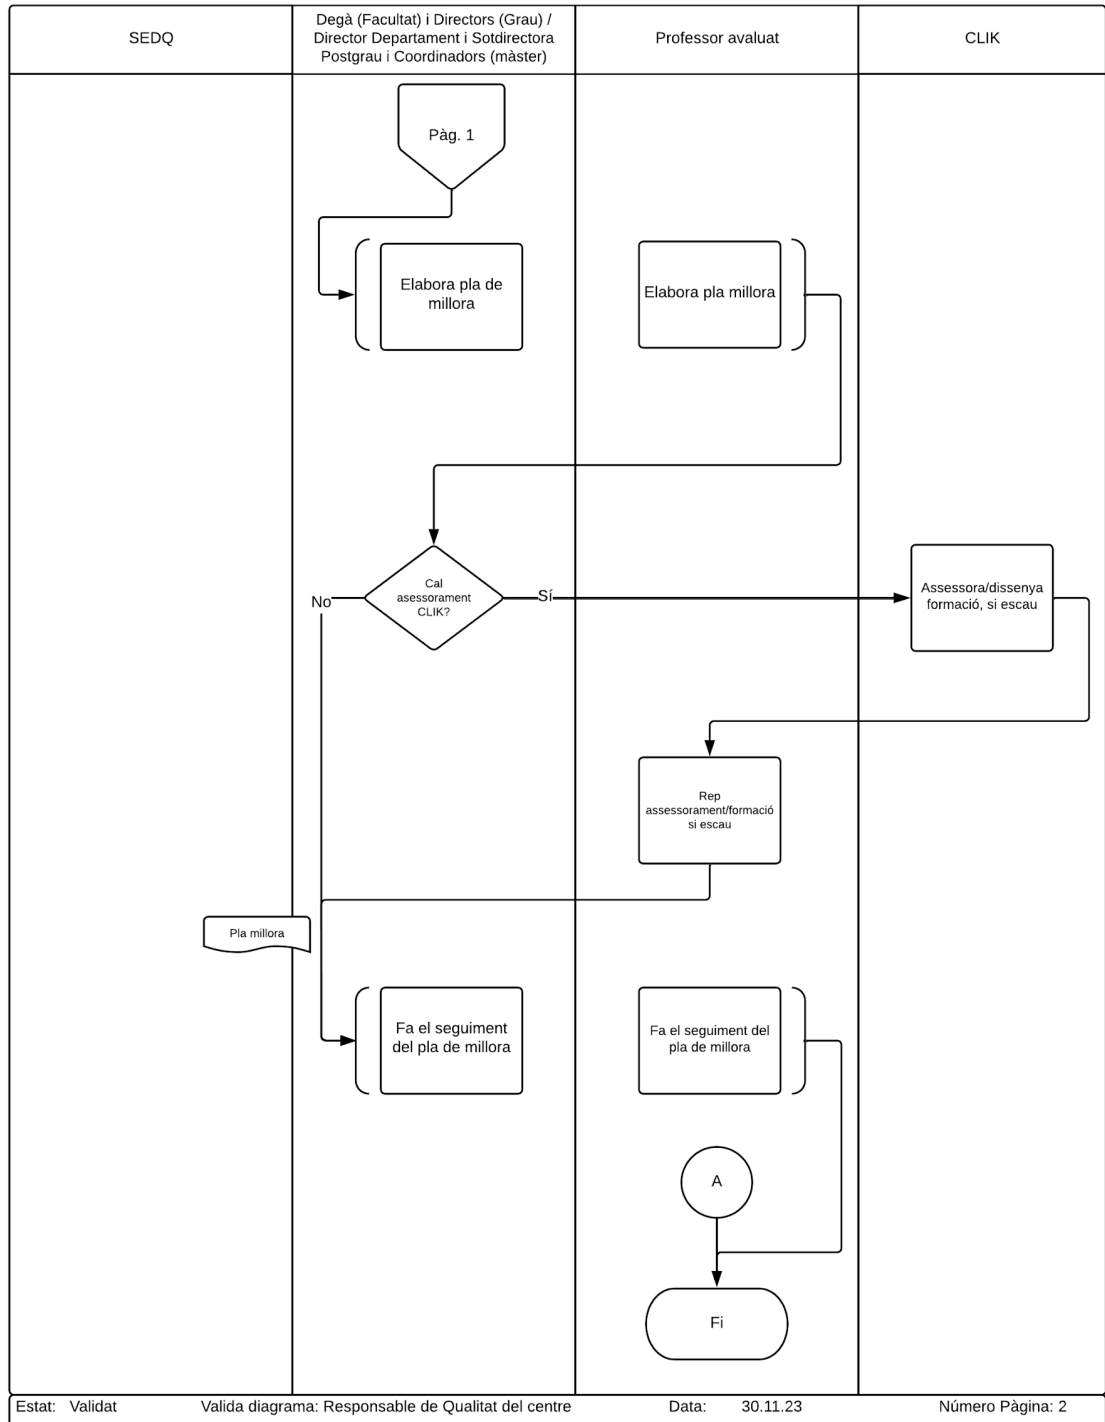 SEDQ
Degà (Facultat) i Directors (Grau) /
Director Departament i Sotdirectora
Postgrau i Coordinadors (màster)
Professor avaluat
CLIK
Pàg. 1
Elabora pla de
millora
Elabora pla millora
Cal
asessorament
CLIK?
No
Sí
Assessora/dissenya
formació, si escau
Rep
assessorament/formació
si escau
Pla millora
Fa el seguiment
del pla de millora
Fa el seguiment del
pla de millora
A
Fi
Estat: Validat
Valida diagrama: Responsable de Qualitat del centre
Data: 30.11.23
Número Pàgina: 2